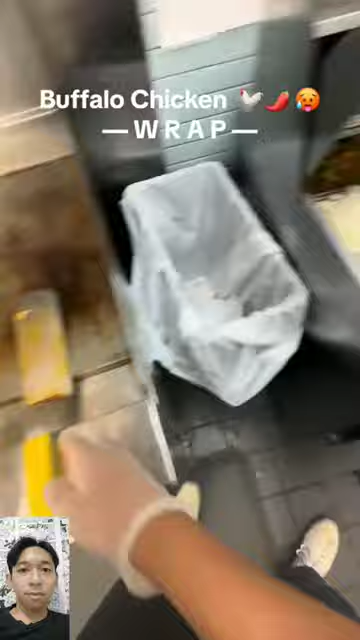 Buffalo Chicken 🐓🌶️🥵
— W R A P —